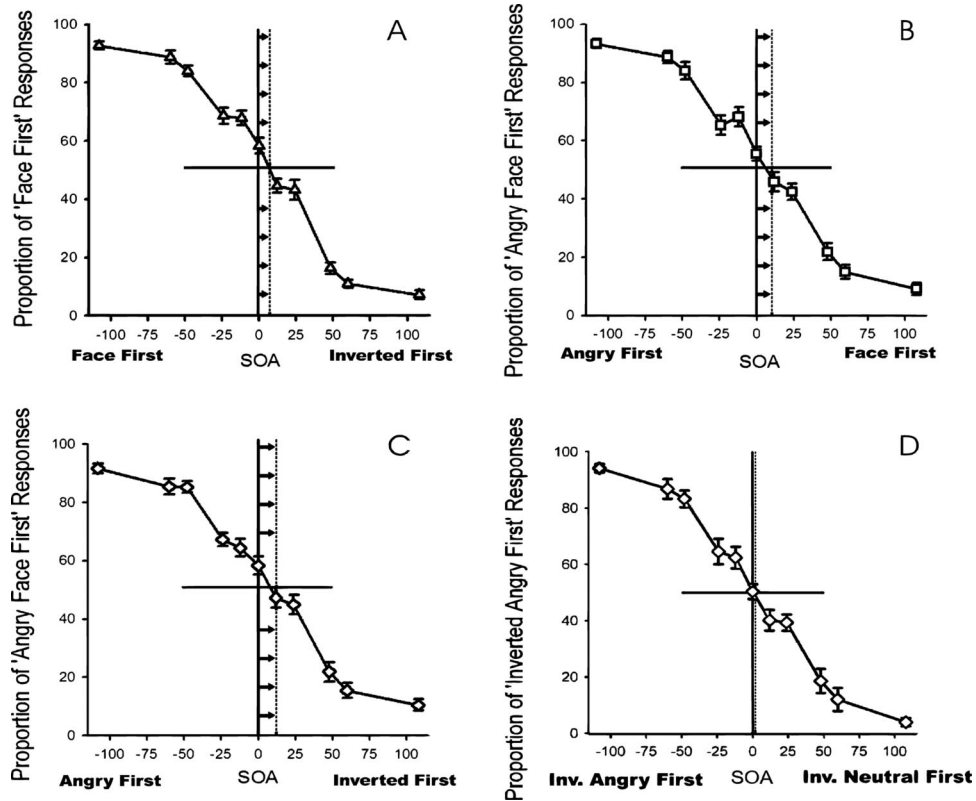 A
Proportion of 'Face First' Responses
100
80
60
40
20
0
-100 -75 -50 -25 0 25 50 75 100
Face First SOA Inverted First
B
Proportion of 'Angry Face First' Responses
100
80
60
40
20
0
-100 -75 -50 -25 0 25 50 75 100
Angry First SOA Face First
C
Proportion of 'Angry Face First' Responses
100
80
60
40
20
0
-100 -75 -50 -25 0 25 50 75 100
Angry First SOA Inverted First
D
Proportion of 'Inverted Angry First' Responses
100
80
60
40
20
0
-100 -75 -50 -25 0 25 50 75 100
Inv. Angry First SOA Inv. Neutral First